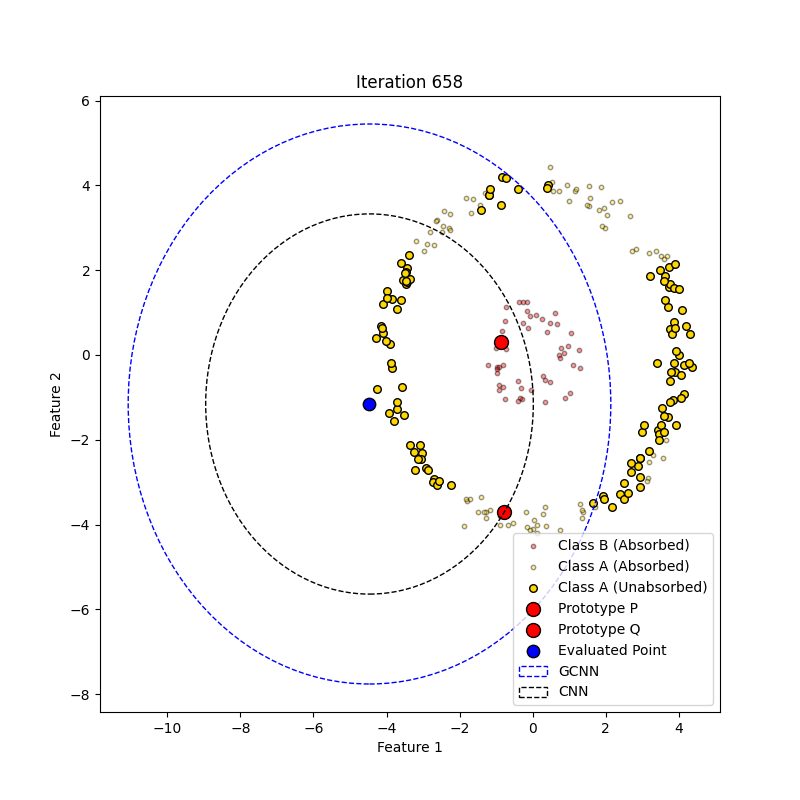 Iteration 658
Feature 2
6
4
2
0
−2
−4
−6
−8
−10
−8
−6
−4
−2
0
2
4
Feature 1
Class B (Absorbed)
Class A (Absorbed)
Class A (Unabsorbed)
Prototype P
Prototype Q
Evaluated Point
GCNN
CNN